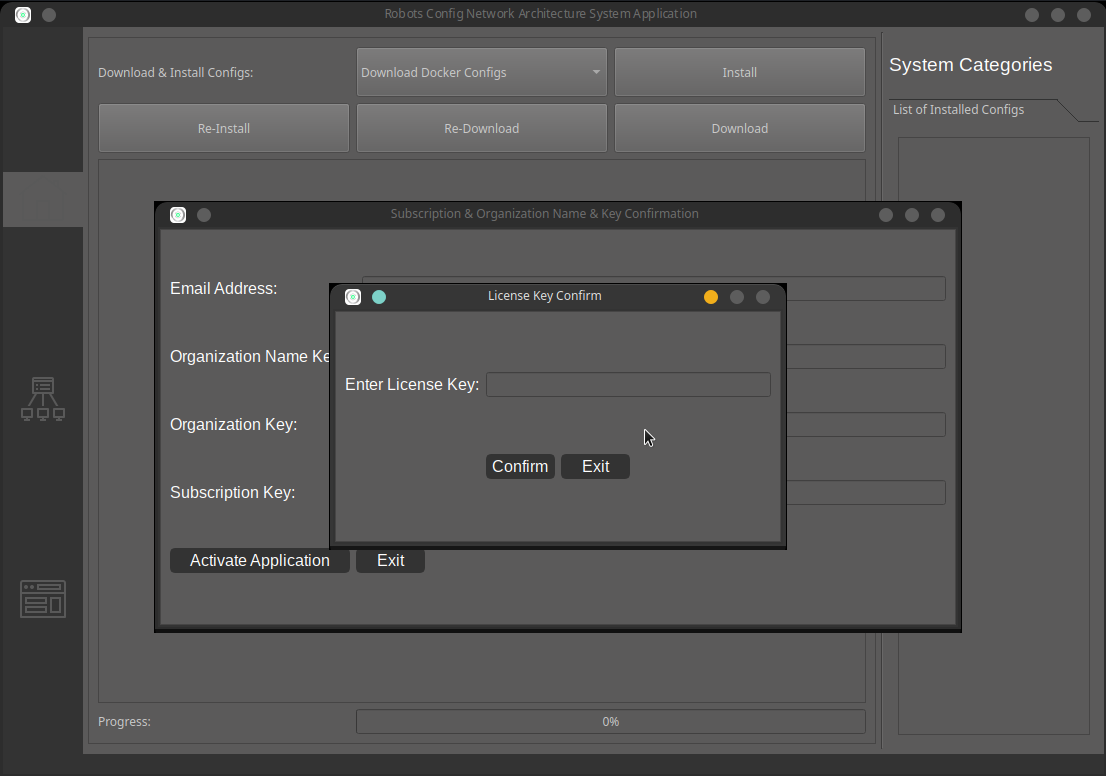 Robots Config Network Architecture System Application
Download & Install Configs:
Download Docker Configs
Install
Re-Install
Re-Download
Download
System Categories
List of Installed Configs
Subscription & Organization Name & Key Confirmation
Email Address:
Organization Name Ke
Organization Key:
Subscription Key:
Activate Application
Exit
License Key Confirm
Enter License Key:
Confirm
Exit
Progress:
0%